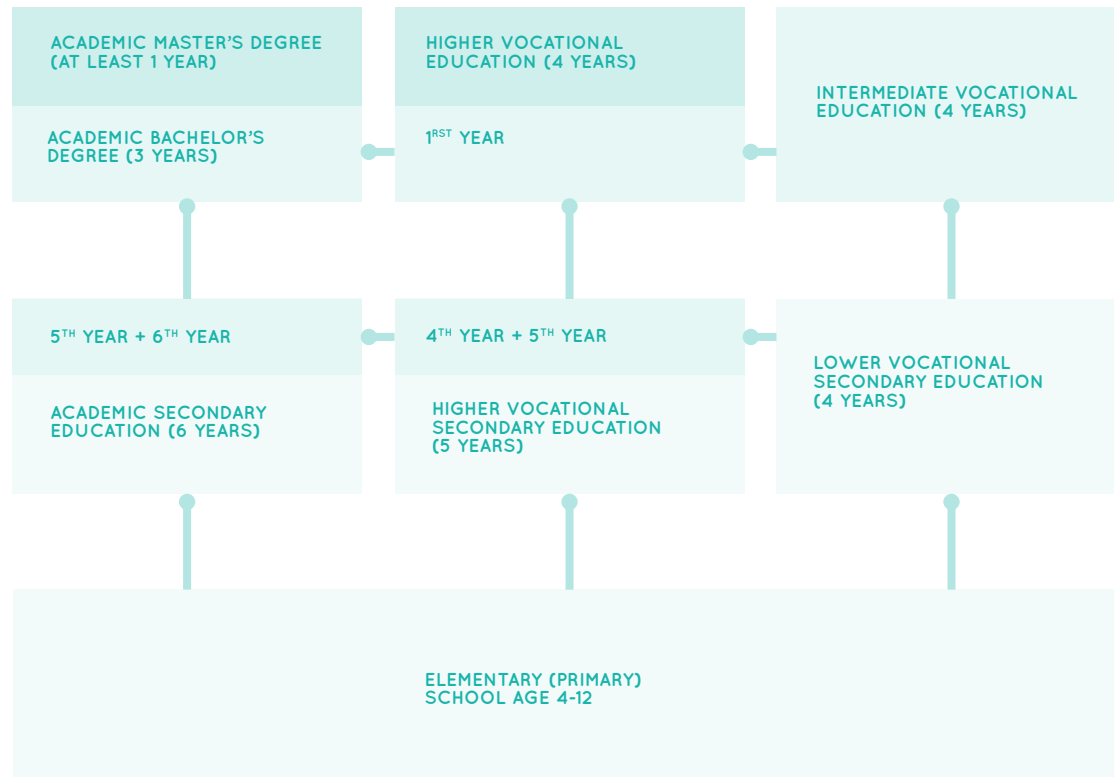 ACADEMIC MASTER'S DEGREE
(AT LEAST 1 YEAR)
HIGHER VOCATIONAL
EDUCATION (4 YEARS)
INTERMEDIATE VOCATIONAL
EDUCATION (4 YEARS)
ACADEMIC BACHELOR'S
DEGREE (3 YEARS)
1RST YEAR
5TH YEAR + 6TH YEAR
4TH YEAR + 5TH YEAR
LOWER VOCATIONAL
SECONDARY EDUCATION
(4 YEARS)
ACADEMIC SECONDARY
EDUCATION (6 YEARS)
HIGHER VOCATIONAL
SECONDARY EDUCATION
(5 YEARS)
ELEMENTARY (PRIMARY)
SCHOOL AGE 4-12